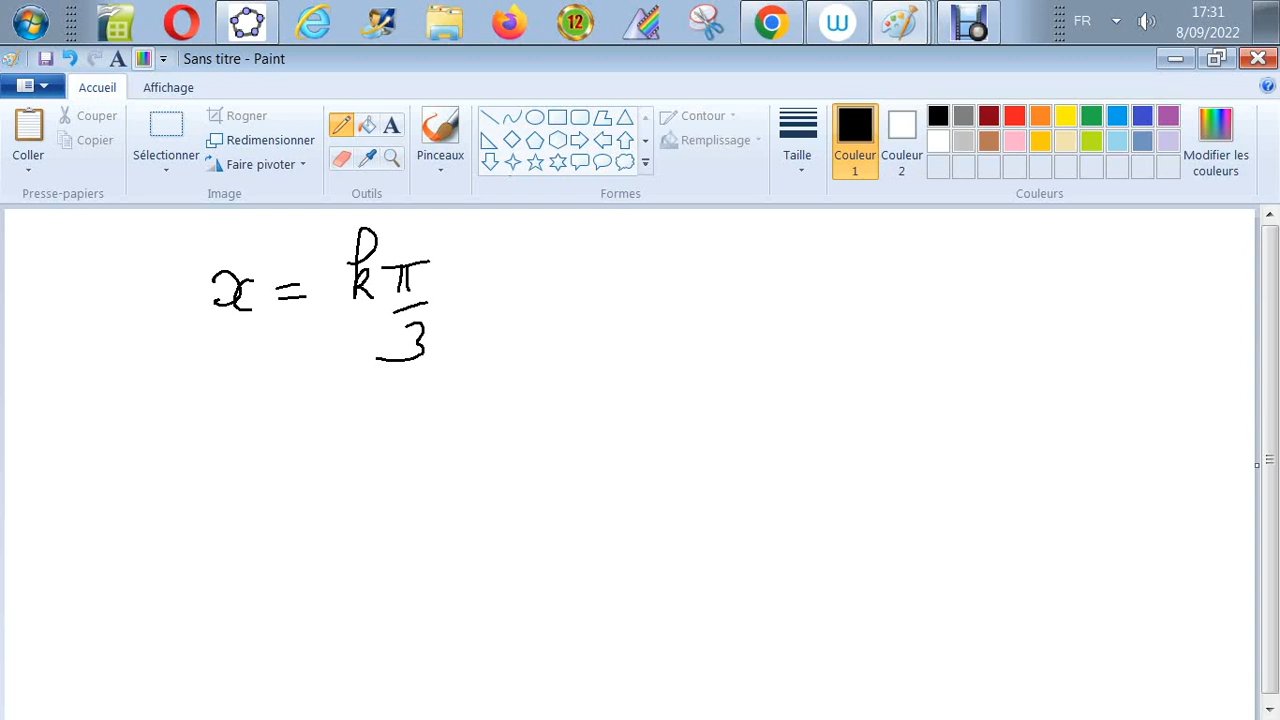 12
W
FR
17:31
8/09/2022
Sans titre - Paint
Accueil
Affichage
Coller
Couper
Copier
Presse-papiers
Sélectionner
Rogner
Redimensionner
Faire pivoter
Image
A
Outils
Pinceaux
Contour
Remplissage
Formes
Taille
Couleur 1
Couleur 2
Modifier les couleurs
Couleurs
x = kπ/3